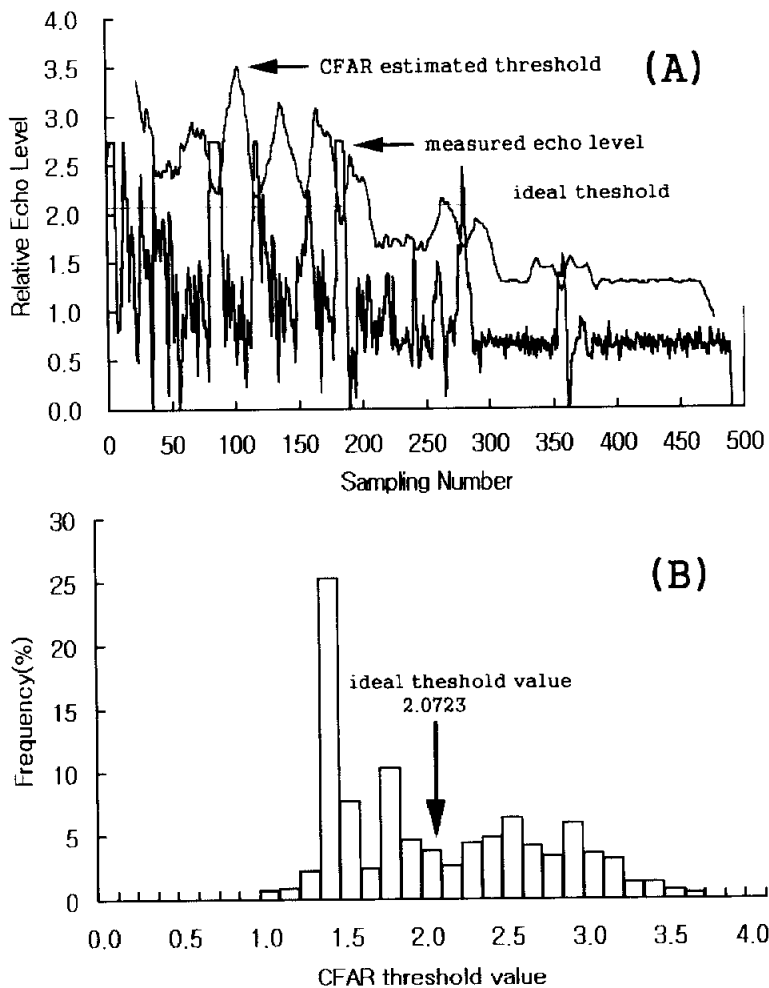 4.0
3.5
3.0
2.5
2.0
1.5
1.0
0.5
0.0
Relative Echo Level
CFAR estimated threshold
(A)
measured echo level
ideal theshold
0 50 100 150 200 250 300 350 400 450 500
Sampling Number
30
25
20
15
10
5
0
Frequency(%)
(B)
ideal theshold value
2.0723
0.0 0.5 1.0 1.5 2.0 2.5 3.0 3.5 4.0
CFAR threshold value